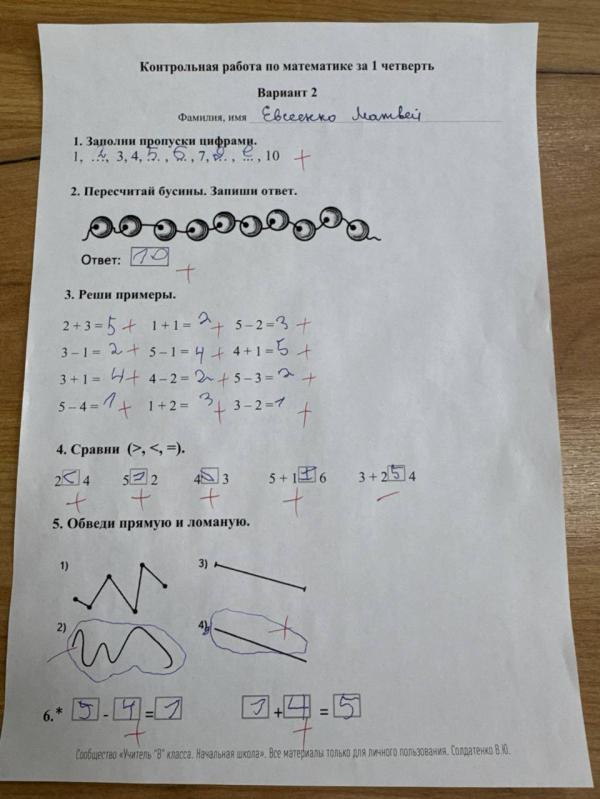 Контрольная работа по математике за 1 четверть
Вариант 2
Фамилия, имя Евсеенко Матвей
1. Заполни пропуски цифрами.
1, 2, 3, 4, 5, 6, 7, 8, , 10 +
2. Пересчитай бусины. Запиши ответ.
Ответ: 10
+
3. Реши примеры.
2 + 3 = 5 + 1 + 1 = 2 + 5 – 2 = 3 +
3 – 1 = 2 + 5 – 1 = 4 + 4 + 1 = 5 +
3 + 1 = 4 + 4 – 2 = 2 + 5 – 3 = 2 +
5 – 4 = 1 + 1 + 2 = 3 + 3 – 2 = 1 +
4. Сравни (>, <, =).
2 < 4 5 > 2 4 > 3 5 + 1 = 6 3 + 2 5 4
+ + + + –
5. Обведи прямую и ломаную.
1) 3)
2) 4) +
6.* 5 - 4 = 1 1 + 4 = 5
+ +
Сообщество «Учитель "В" класса. Начальная школа». Все материалы только для личного пользования. Солдатенко В.Ю.